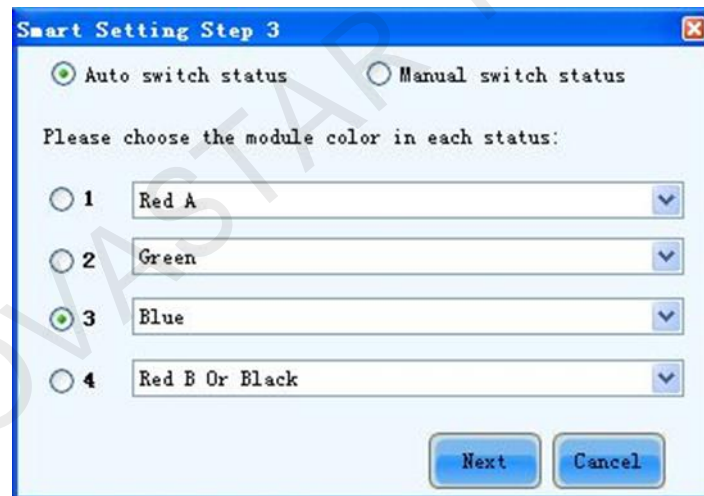 Smart Setting Step 3
Auto switch status Manual switch status
Please choose the module color in each status:
1 Red A
2 Green
3 Blue
4 Red B Or Black
Next Cancel
OVASTAR